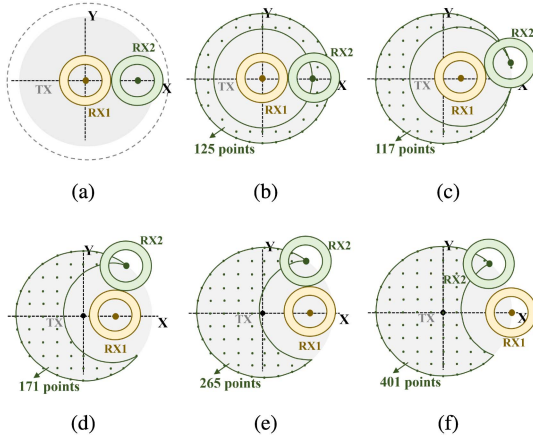 Y
RX2
TX
X
RX1
(a)
Y
RX2
TX
X
RX1
125 points
(b)
Y
RX2
TX
X
RX1
117 points
(c)
Y
RX2
TX
X
RX1
171 points
(d)
Y
RX2
TX
X
RX1
265 points
(e)
Y
RX2
TX
X
RX1
401 points
(f)